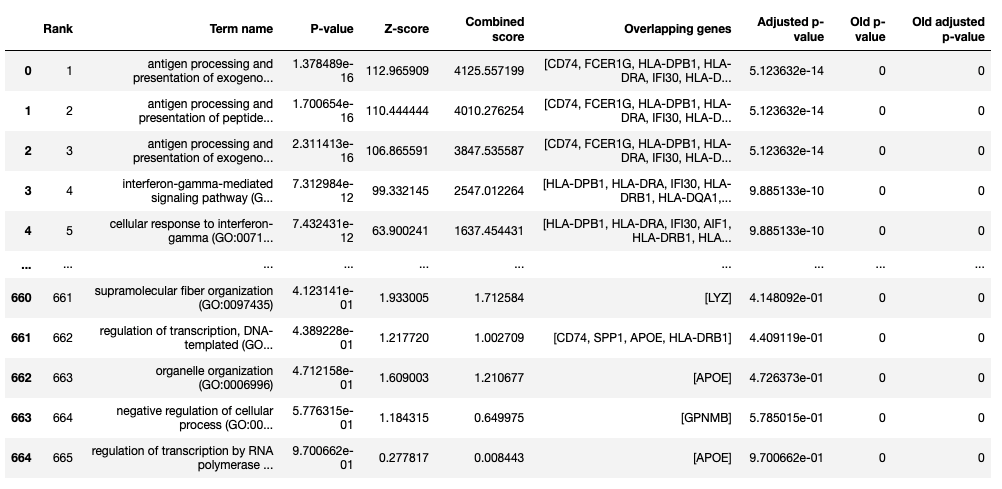 Rank Term name P-value Z-score Combined score Overlapping genes Adjusted p-value Old p-value Old adjusted p-value
0 1 antigen processing and presentation of exogeno... 1.378489e-16 112.965909 4125.557199 [CD74, FCER1G, HLA-DPB1, HLA-DRA, IFI30, HLA-D... 5.123632e-14 0 0
1 2 antigen processing and presentation of peptide... 1.700654e-16 110.444444 4010.276254 [CD74, FCER1G, HLA-DPB1, HLA-DRA, IFI30, HLA-D... 5.123632e-14 0 0
2 3 antigen processing and presentation of exogeno... 2.311413e-16 106.865591 3847.535587 [CD74, FCER1G, HLA-DPB1, HLA-DRA, IFI30, HLA-D... 5.123632e-14 0 0
3 4 interferon-gamma-mediated signaling pathway (G... 7.312984e-12 99.332145 2547.012264 [HLA-DPB1, HLA-DRA, IFI30, HLA-DRB1, HLA-DQA1,... 9.885133e-10 0 0
4 5 cellular response to interferon-gamma (GO:0071... 7.432431e-12 63.900241 1637.454431 [HLA-DPB1, HLA-DRA, IFI30, AIF1, HLA-DRB1, HLA... 9.885133e-10 0 0
... ... ... ... ... ... ... ... ... ...
660 661 supramolecular fiber organization (GO:0097435) 4.123141e-01 1.933005 1.712584 [LYZ] 4.148092e-01 0 0
661 662 regulation of transcription, DNA-templated (GO... 4.389228e-01 1.217720 1.002709 [CD74, SPP1, APOE, HLA-DRB1] 4.409119e-01 0 0
662 663 organelle organization (GO:0006996) 4.712158e-01 1.609003 1.210677 [APOE] 4.726373e-01 0 0
663 664 negative regulation of cellular process (GO:00... 5.776315e-01 1.184315 0.649975 [GPNMB] 5.785015e-01 0 0
664 665 regulation of transcription by RNA polymerase ... 9.700662e-01 0.277817 0.008443 [APOE] 9.700662e-01 0 0